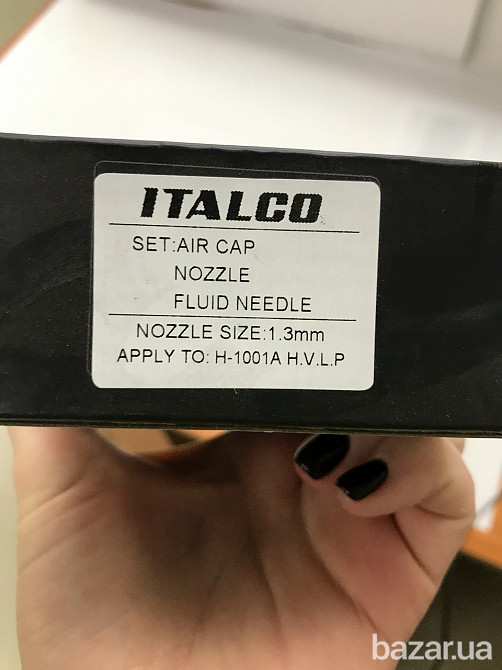 ITALCO
SET:AIR CAP
NOZZLE
FLUID NEEDLE
NOZZLE SIZE:1.3mm
APPLY TO: H-1001A H.V.L.P
bazar.ua